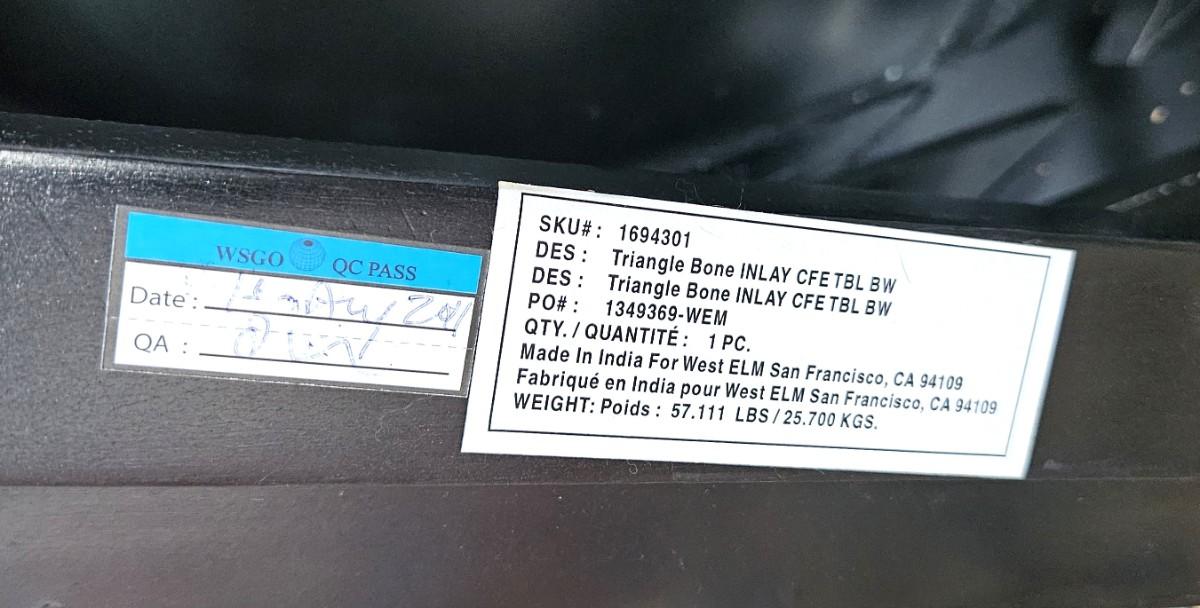 WSGO QC PASS
Date :
QA :
SKU# : 1694301
DES : Triangle Bone INLAY CFE TBL BW
DES : Triangle Bone INLAY CFE TBL BW
PO# : 1349369-WEM
QTY. / QUANTITÉ : 1 PC.
Made In India For West ELM San Francisco, CA 94109
Fabriqué en India pour West ELM San Francisco, CA 94109
WEIGHT: Poids : 57.111 LBS / 25.700 KGS.